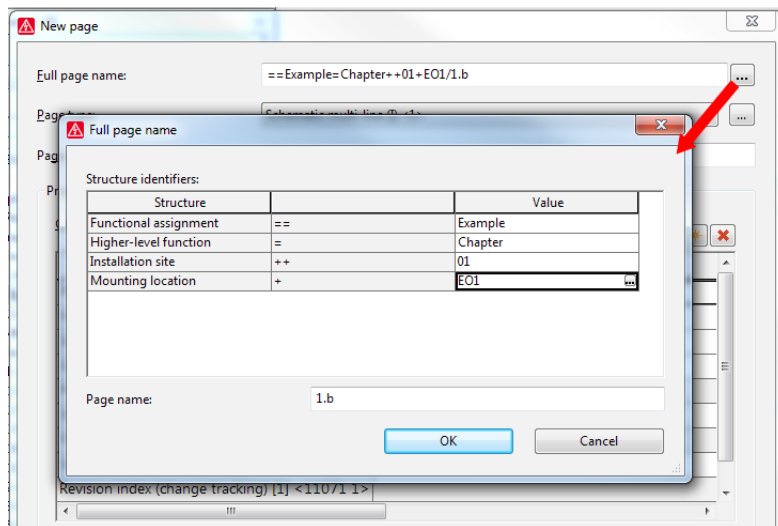 New page
Full page name:
==Example=Chapter++01+EO1/1.b
...
...
Full page name
Structure identifiers:
Structure Value
Functional assignment == Example
Higher-level function = Chapter
Installation site ++ 01
Mounting location + EO1 ...
Page name:
1.b
OK Cancel
Revision index (change tracking) [1] <11071 1>